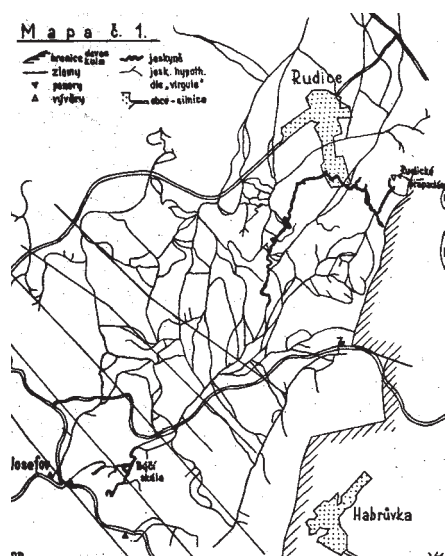 Mapa č. 1.
hranice devon kulm
zlomy
ponory
vývěry
jeskyně
jesk. hypoth.
dle „virgule“
obce - silnice
Rudice
Rudické
propadání
Josefov
Býčí
skála
Habrůvka